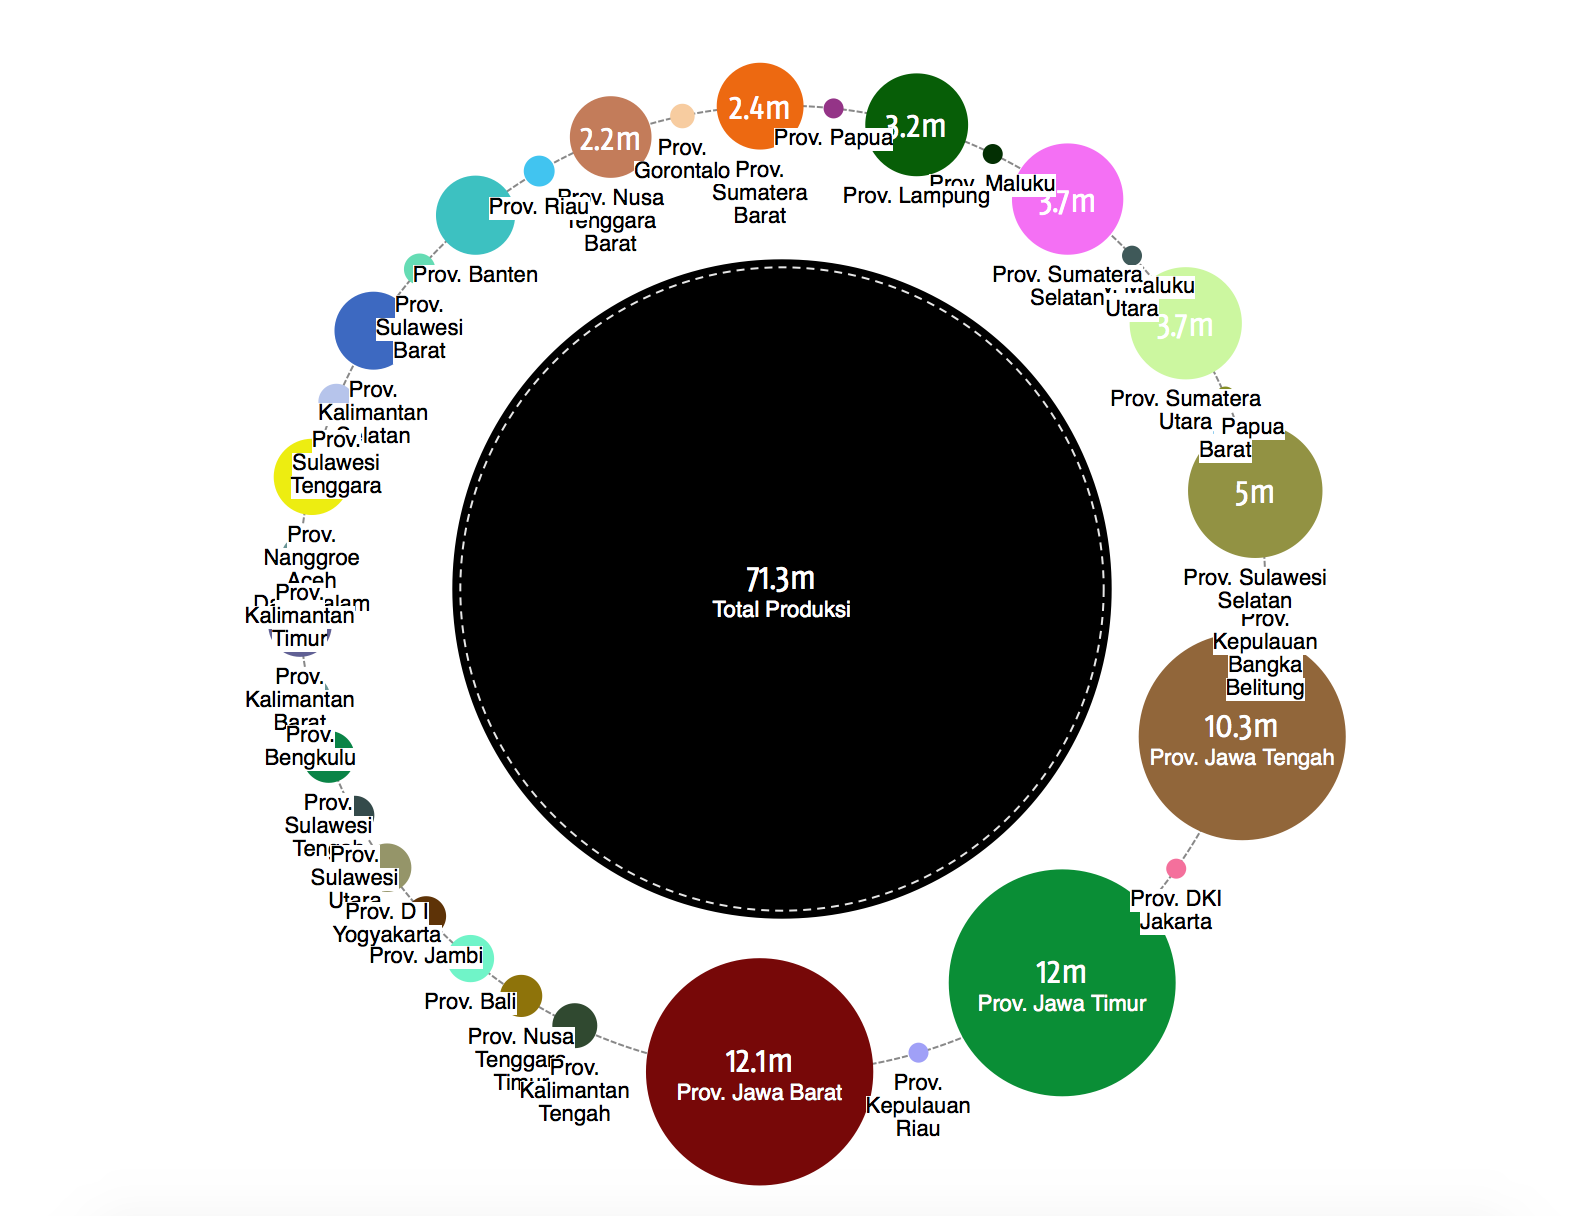 2.4m
Prov.
Sumatera
Barat
Prov. Papua
3.2m
Prov. Lampung
Prov. Maluku
3.7m
Prov. Sumatera
Selatan
Maluku
Utara
3.7m
Prov. Sumatera
Utara
Papua
Barat
5m
Prov. Sulawesi
Selatan
Prov.
Kepulauan
Bangka
Belitung
10.3m
Prov. Jawa Tengah
Prov. DKI
Jakarta
12m
Prov. Jawa Timur
Prov.
Kepulauan
Riau
12.1m
Prov. Jawa Barat
Prov.
Kalimantan
Tengah
Prov. Nusa
Tenggara
Timur
Prov. Bali
Prov. Jambi
Prov. D I
Yogyakarta
Prov.
Sulawesi
Utara
Prov.
Sulawesi
Tengah
Prov.
Bengkulu
Prov.
Kalimantan
Barat
Prov.
Kalimantan
Timur
Prov.
Nanggroe
Aceh
Prov.
Sulawesi
Tenggara
Prov.
Kalimantan
Selatan
Prov.
Sulawesi
Barat
Prov. Banten
Prov. Riau
2.2m
Prov. Nusa
Tenggara
Barat
Prov.
Gorontalo
71.3m
Total Produksi